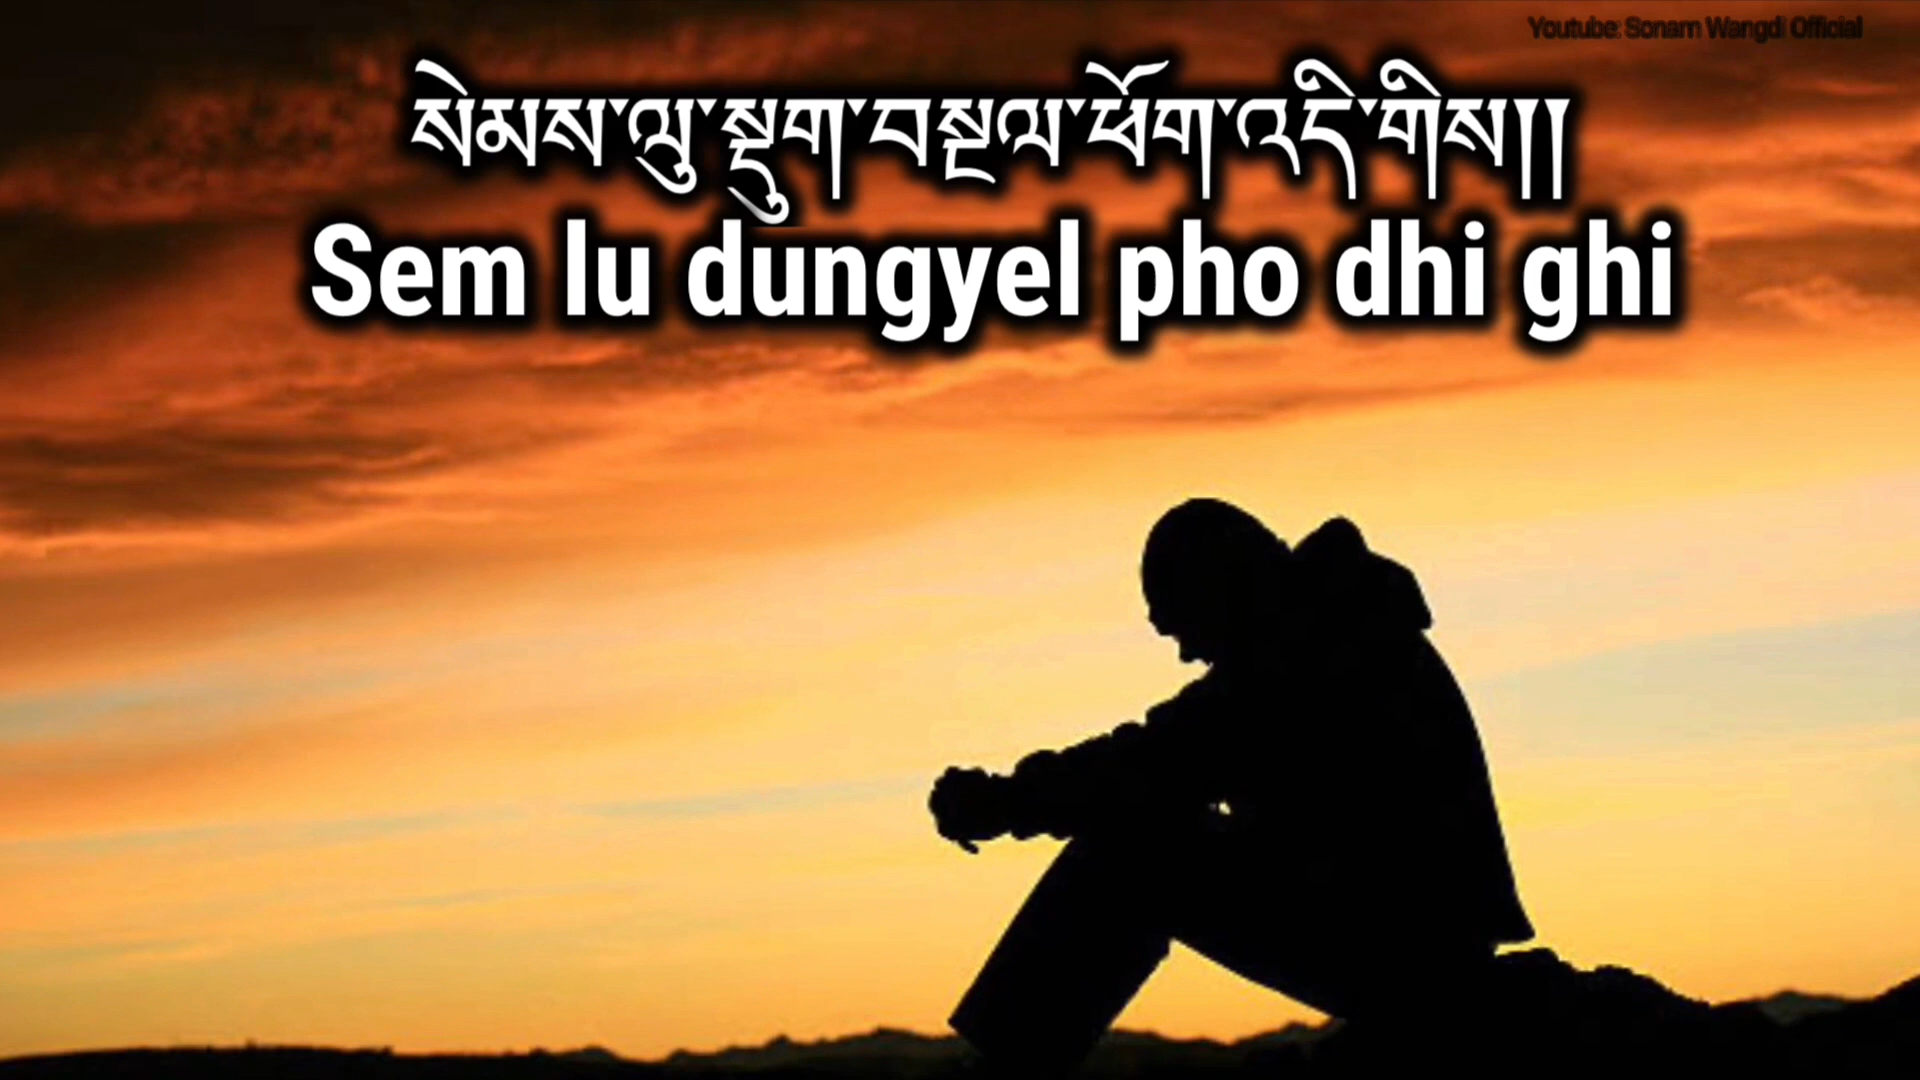 Youtube: Sonam Wangdi Official
སེམས་ལུ་སྡུག་བསྔལ་ཕོག་འདི་གིས།།
Sem lu dungyel pho dhi ghi